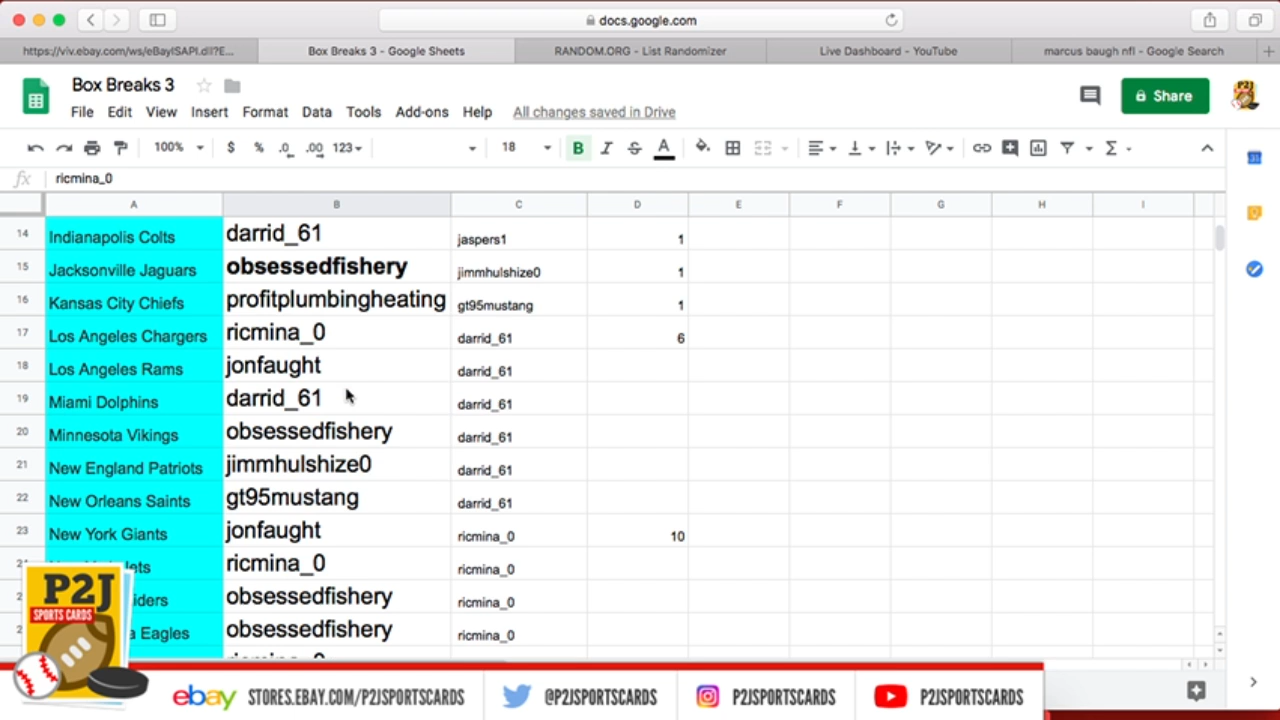 docs.google.com
https://viv.ebay.com/ws/eBayISAPI.dll?E...
Box Breaks 3 - Google Sheets
RANDOM.ORG - List Randomizer
Live Dashboard - YouTube
marcus baugh nfl - Google Search
Box Breaks 3
Share
File Edit View Insert Format Data Tools Add-ons Help All changes saved in Drive
100% $ % .0 .00 123 18 B I S A
fx ricmina_0
A B C D E F G H I
14 Indianapolis Colts darrid_61 jaspers1 1
15 Jacksonville Jaguars obsessedfishery jimmhulshize0 1
16 Kansas City Chiefs profitplumbingheating gt95mustang 1
17 Los Angeles Chargers ricmina_0 darrid_61 6
18 Los Angeles Rams jonfaught darrid_61
19 Miami Dolphins darrid_61 darrid_61
20 Minnesota Vikings obsessedfishery darrid_61
21 New England Patriots jimmhulshize0 darrid_61
22 New Orleans Saints gt95mustang darrid_61
23 New York Giants jonfaught ricmina_0 10
ricmina_0 ricmina_0
obsessedfishery ricmina_0
Eagles obsessedfishery ricmina_0
P2J
SPORTS CARDS
ebay STORES.EBAY.COM/P2JSPORTSCARDS @P2JSPORTSCARDS P2JSPORTSCARDS P2JSPORTSCARDS